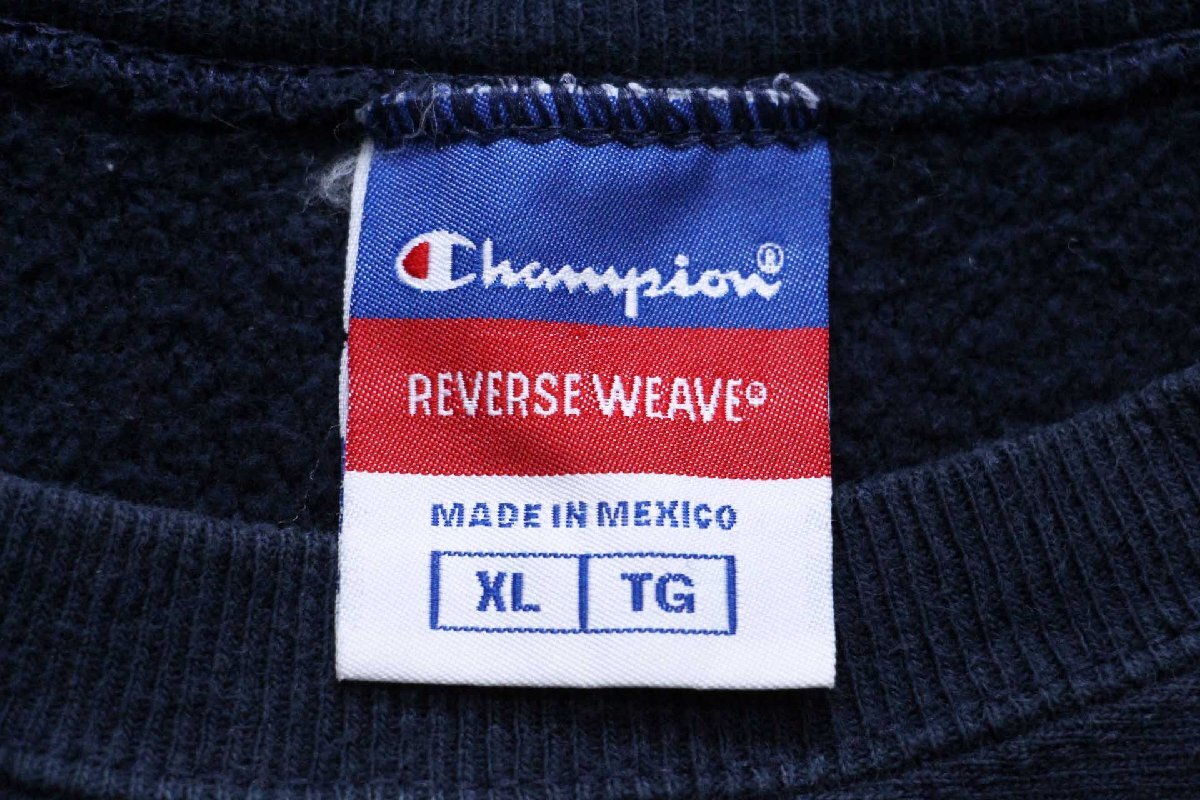 Champion®
REVERSE WEAVE®
MADE IN MEXICO
XL TG